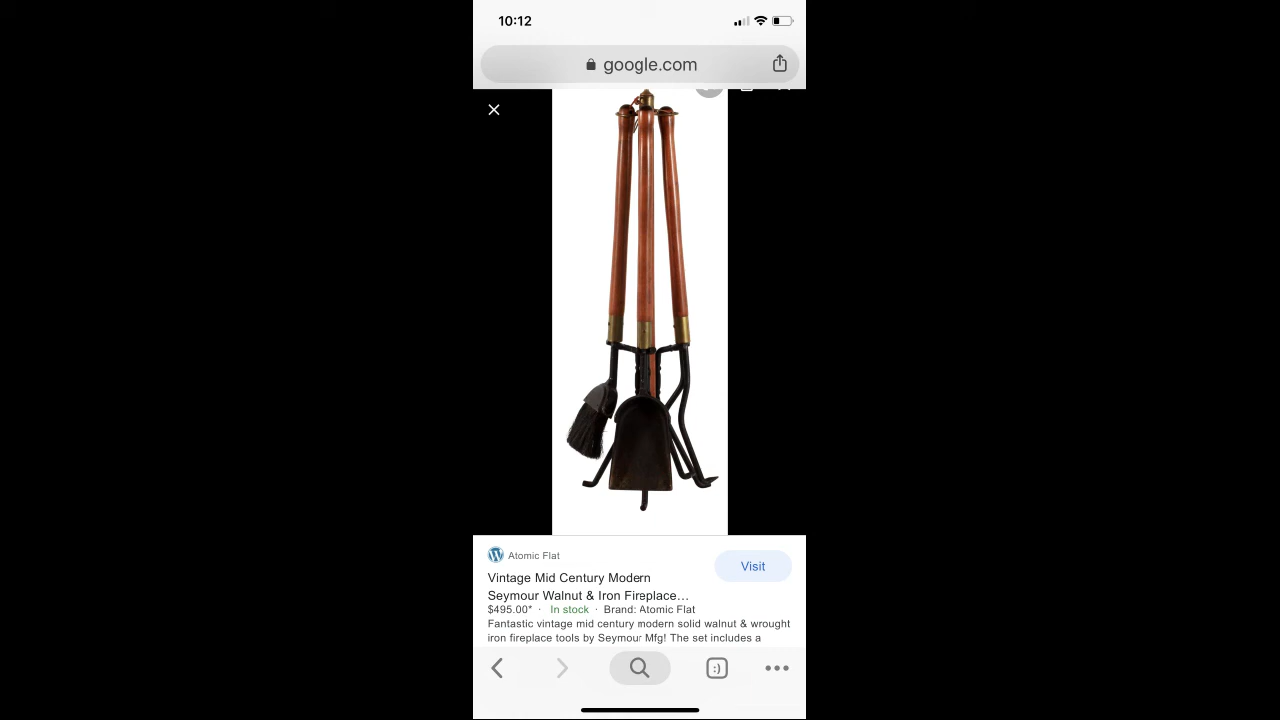 10:12
google.com
Atomic Flat
Visit
Vintage Mid Century Modern
Seymour Walnut & Iron Fireplace…
$495.00* · In stock · Brand: Atomic Flat
Fantastic vintage mid century modern solid walnut & wrought
iron fireplace tools by Seymour Mfg! The set includes a
:)